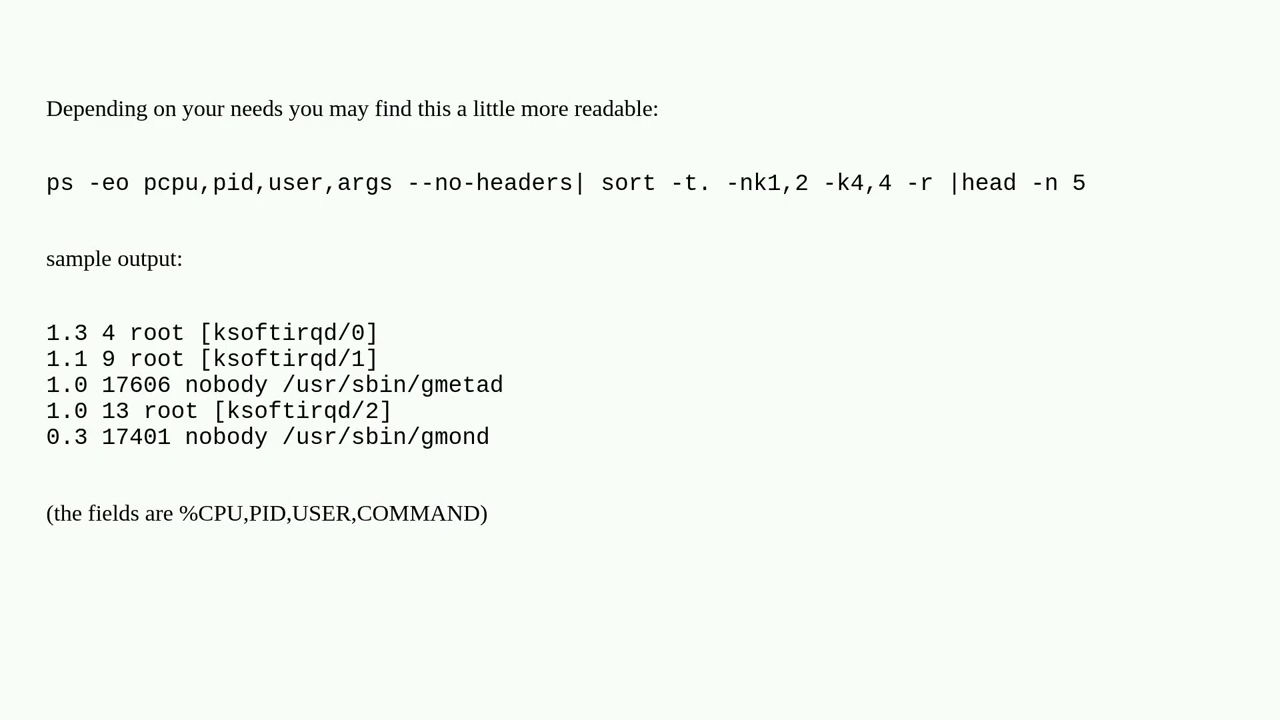 Depending on your needs you may find this a little more readable:
ps -eo pcpu,pid,user,args --no-headers| sort -t. -nk1,2 -k4,4 -r |head -n 5
sample output:
1.3 4 root [ksoftirqd/0]
1.1 9 root [ksoftirqd/1]
1.0 17606 nobody /usr/sbin/gmetad
1.0 13 root [ksoftirqd/2]
0.3 17401 nobody /usr/sbin/gmond
(the fields are %CPU,PID,USER,COMMAND)